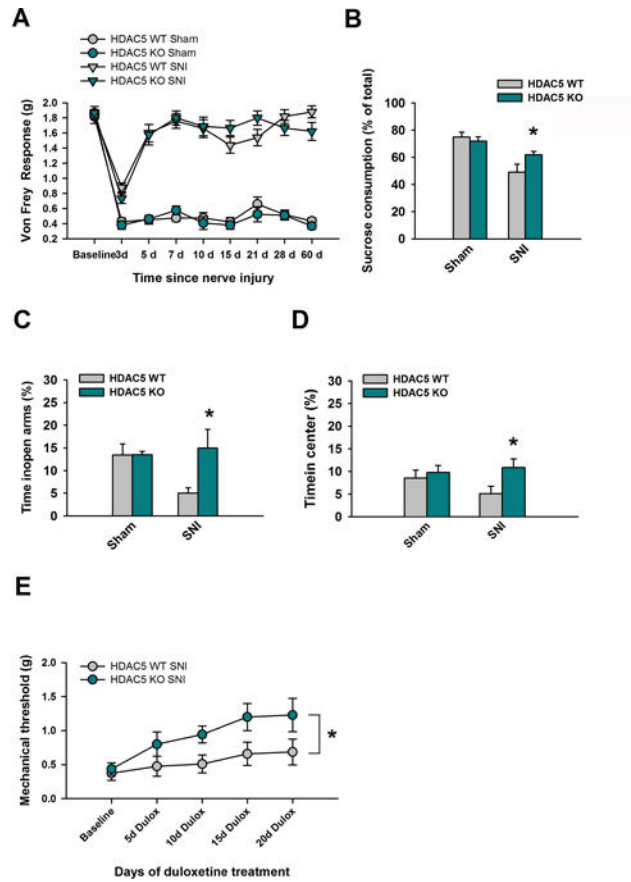 A
HDAC5 WT Sham
HDAC5 KO Sham
HDAC5 WT SNI
HDAC5 KO SNI
Von Frey Response (g)
2.0
1.8
1.6
1.4
1.2
1.0
0.8
0.6
0.4
0.2
Baseline 3d 5 d 7 d 10 d 15 d 21 d 28 d 60 d
Time since nerve injury
B
HDAC5 WT
HDAC5 KO
Sucrose consumption (% of total)
100
80
60
40
20
0
*
Sham SNI
C
HDAC5 WT
HDAC5 KO
Time inopen arms (%)
30
25
20
15
10
5
0
*
Sham SNI
D
HDAC5 WT
HDAC5 KO
Timein center (%)
30
25
20
15
10
5
0
*
Sham SNI
E
HDAC5 WT SNI
HDAC5 KO SNI
Mechanical threshold (g)
2.0
1.5
1.0
0.5
0.0
*
Baseline 5d Dulox 10d Dulox 15d Dulox 20d Dulox
Days of duloxetine treatment